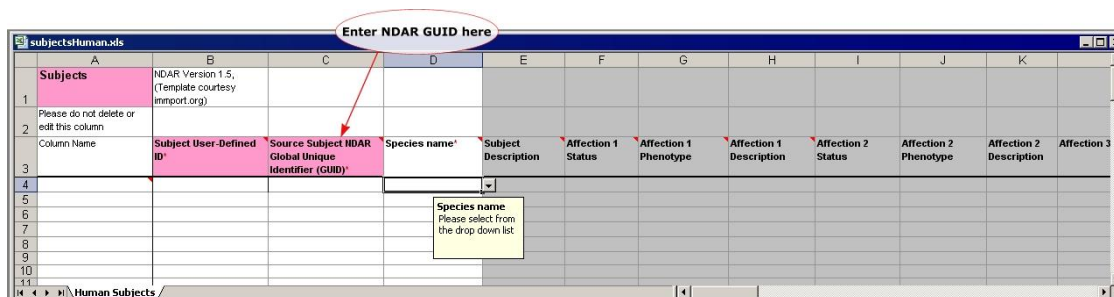 Enter NDAR GUID here
subjectsHuman.xls
A B C D E F G H I J K
1 Subjects NDAR Version 1.5,
(Template courtesy
immport.org)
2 Please do not delete or
edit this column
3 Column Name Subject User-Defined Source Subject NDAR Species name* Subject Affection 1 Affection 1 Affection 1 Affection 2 Affection 2 Affection 2 Affection 3
ID* Global Unique Description Status Phenotype Description Status Phenotype Description
Identifier (GUID)*
4
5
6
7
8
9
10
11
Species name
Please select from
the drop down list
Human Subjects